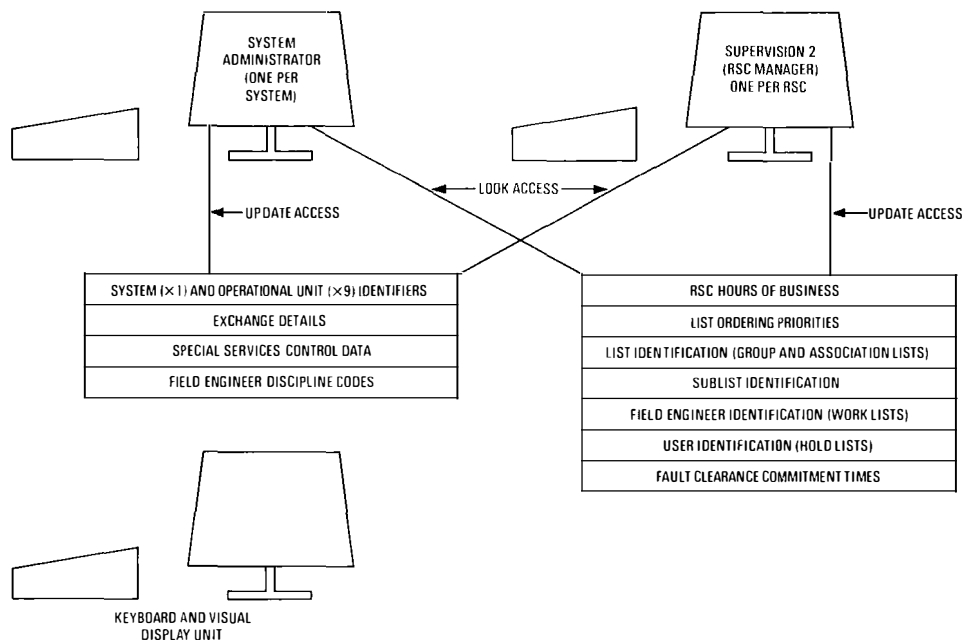 SYSTEM
ADMINISTRATOR
(ONE PER
SYSTEM)
SUPERVISION 2
(RSC MANAGER)
ONE PER RSC
LOOK ACCESS
UPDATE ACCESS
UPDATE ACCESS
SYSTEM (×1) AND OPERATIONAL UNIT (×9) IDENTIFIERS
EXCHANGE DETAILS
SPECIAL SERVICES CONTROL DATA
FIELD ENGINEER DISCIPLINE CODES
RSC HOURS OF BUSINESS
LIST ORDERING PRIORITIES
LIST IDENTIFICATION (GROUP AND ASSOCIATION LISTS)
SUBLIST IDENTIFICATION
FIELD ENGINEER IDENTIFICATION (WORK LISTS)
USER IDENTIFICATION (HOLD LISTS)
FAULT CLEARANCE COMMITMENT TIMES
KEYBOARD AND VISUAL
DISPLAY UNIT